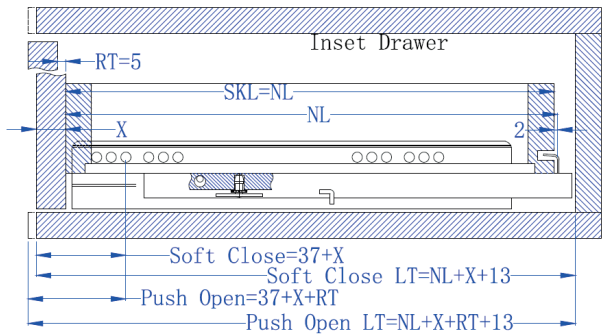 Inset Drawer
RT=5
SKL=NL
NL
X
2
Soft Close=37+X
Soft Close LT=NL+X+13
Push Open=37+X+RT
Push Open LT=NL+X+RT+13